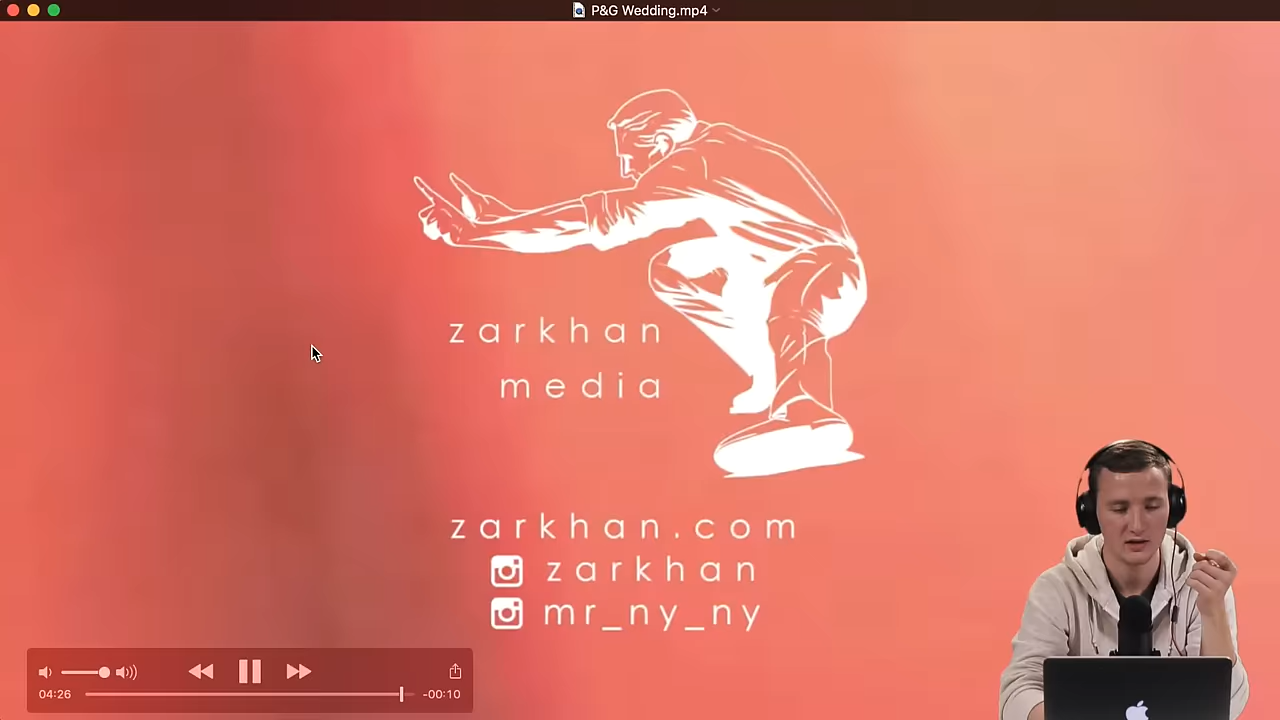 P&G Wedding.mp4
zarkhan
media
zarkhan.com
zarkhan
mr_ny_ny
04:26
-00:10